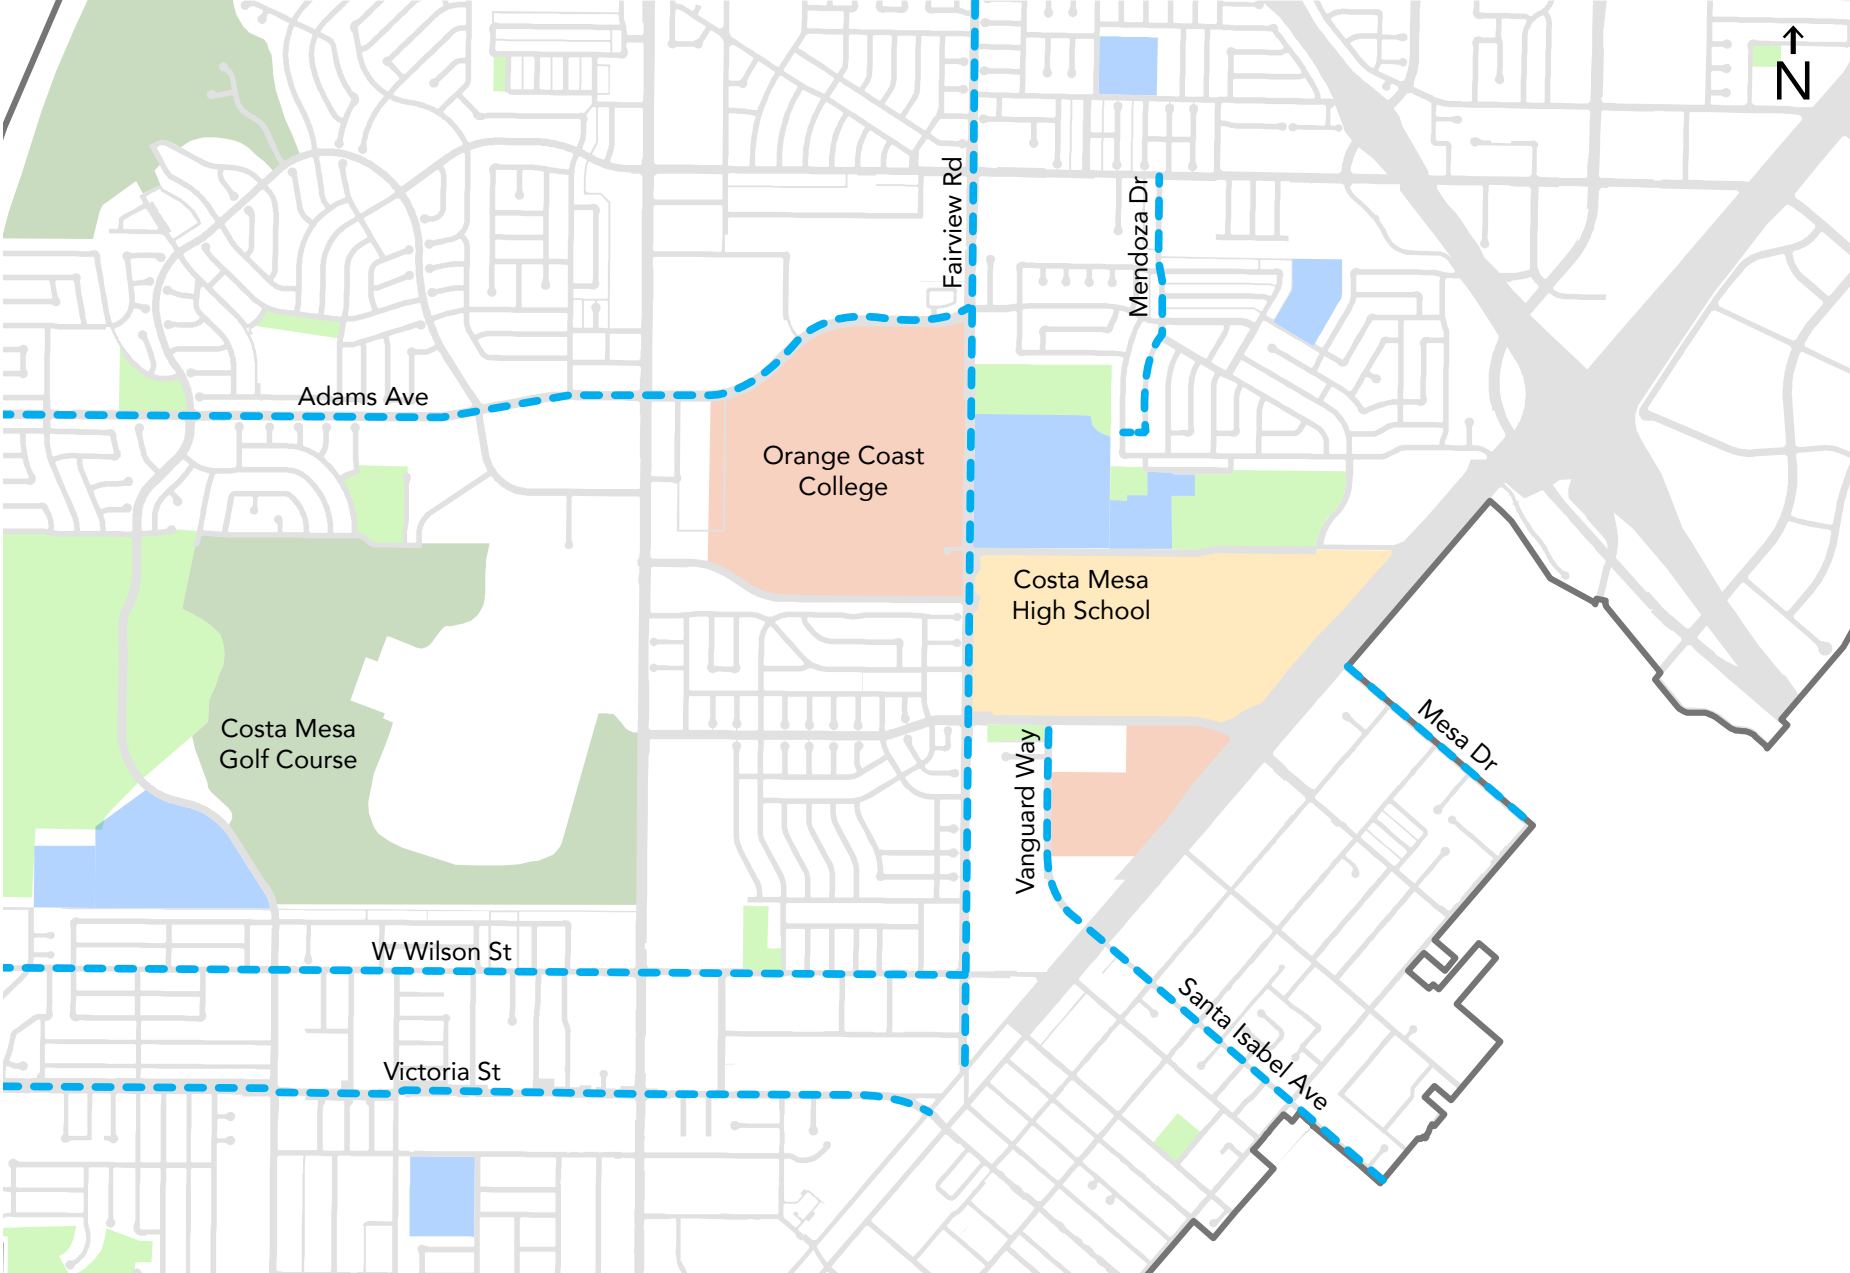 N
Fairview Rd
Mendoza Dr
Adams Ave
Orange Coast
College
Costa Mesa
High School
Costa Mesa
Golf Course
Mesa Dr
Vanguard Way
W Wilson St
Santa Isabel Ave
Victoria St